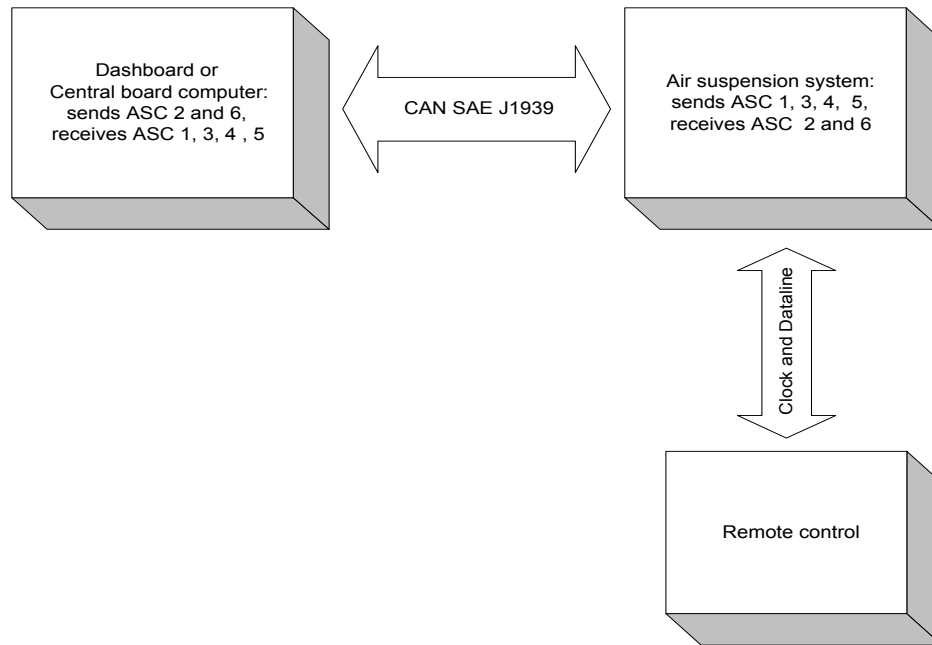 Dashboard or
Central board computer:
sends ASC 2 and 6,
receives ASC 1, 3, 4 , 5
CAN SAE J1939
Air suspension system:
sends ASC 1, 3, 4, 5,
receives ASC 2 and 6
Clock and Dataline
Remote control